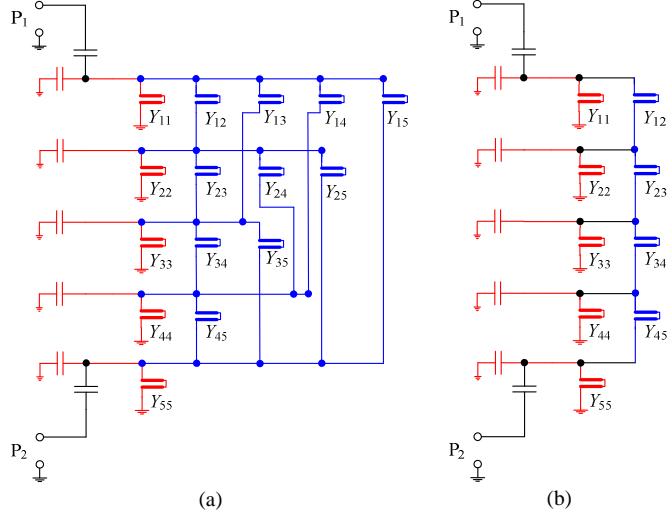 P1
P1
Y11 Y12 Y13 Y14 Y15
Y11 Y12
Y22 Y23 Y24 Y25
Y22 Y23
Y33 Y34 Y35
Y33 Y34
Y44 Y45
Y44 Y45
Y55
Y55
P2
P2
(a)
(b)